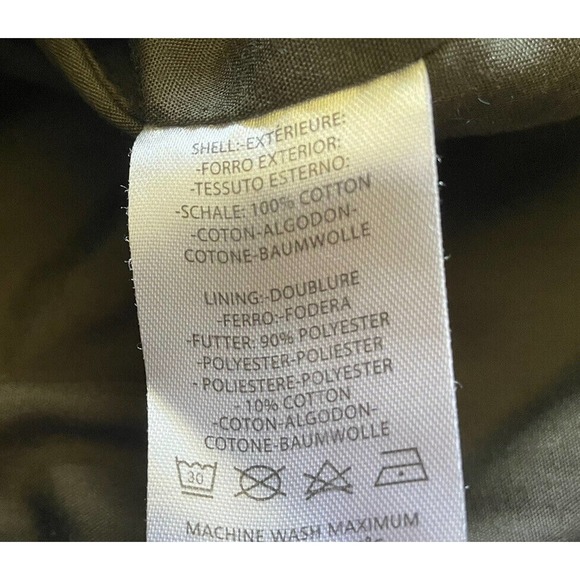 SHELL:-EXTÉRIEURE:
-FORRO EXTERIOR:
-TESSUTO ESTERNO:
-SCHALE: 100% COTTON
-COTON-ALGODON-
COTONE-BAUMWOLLE
LINING:-DOUBLURE
-FERRO:-FODERA
-FUTTER: 90% POLYESTER
-POLYESTER-POLIESTER
- POLIESTERE-POLYESTER
10% COTTON
-COTON-ALGODON-
COTONE-BAUMWOLLE
30
MACHINE WASH MAXIMUM